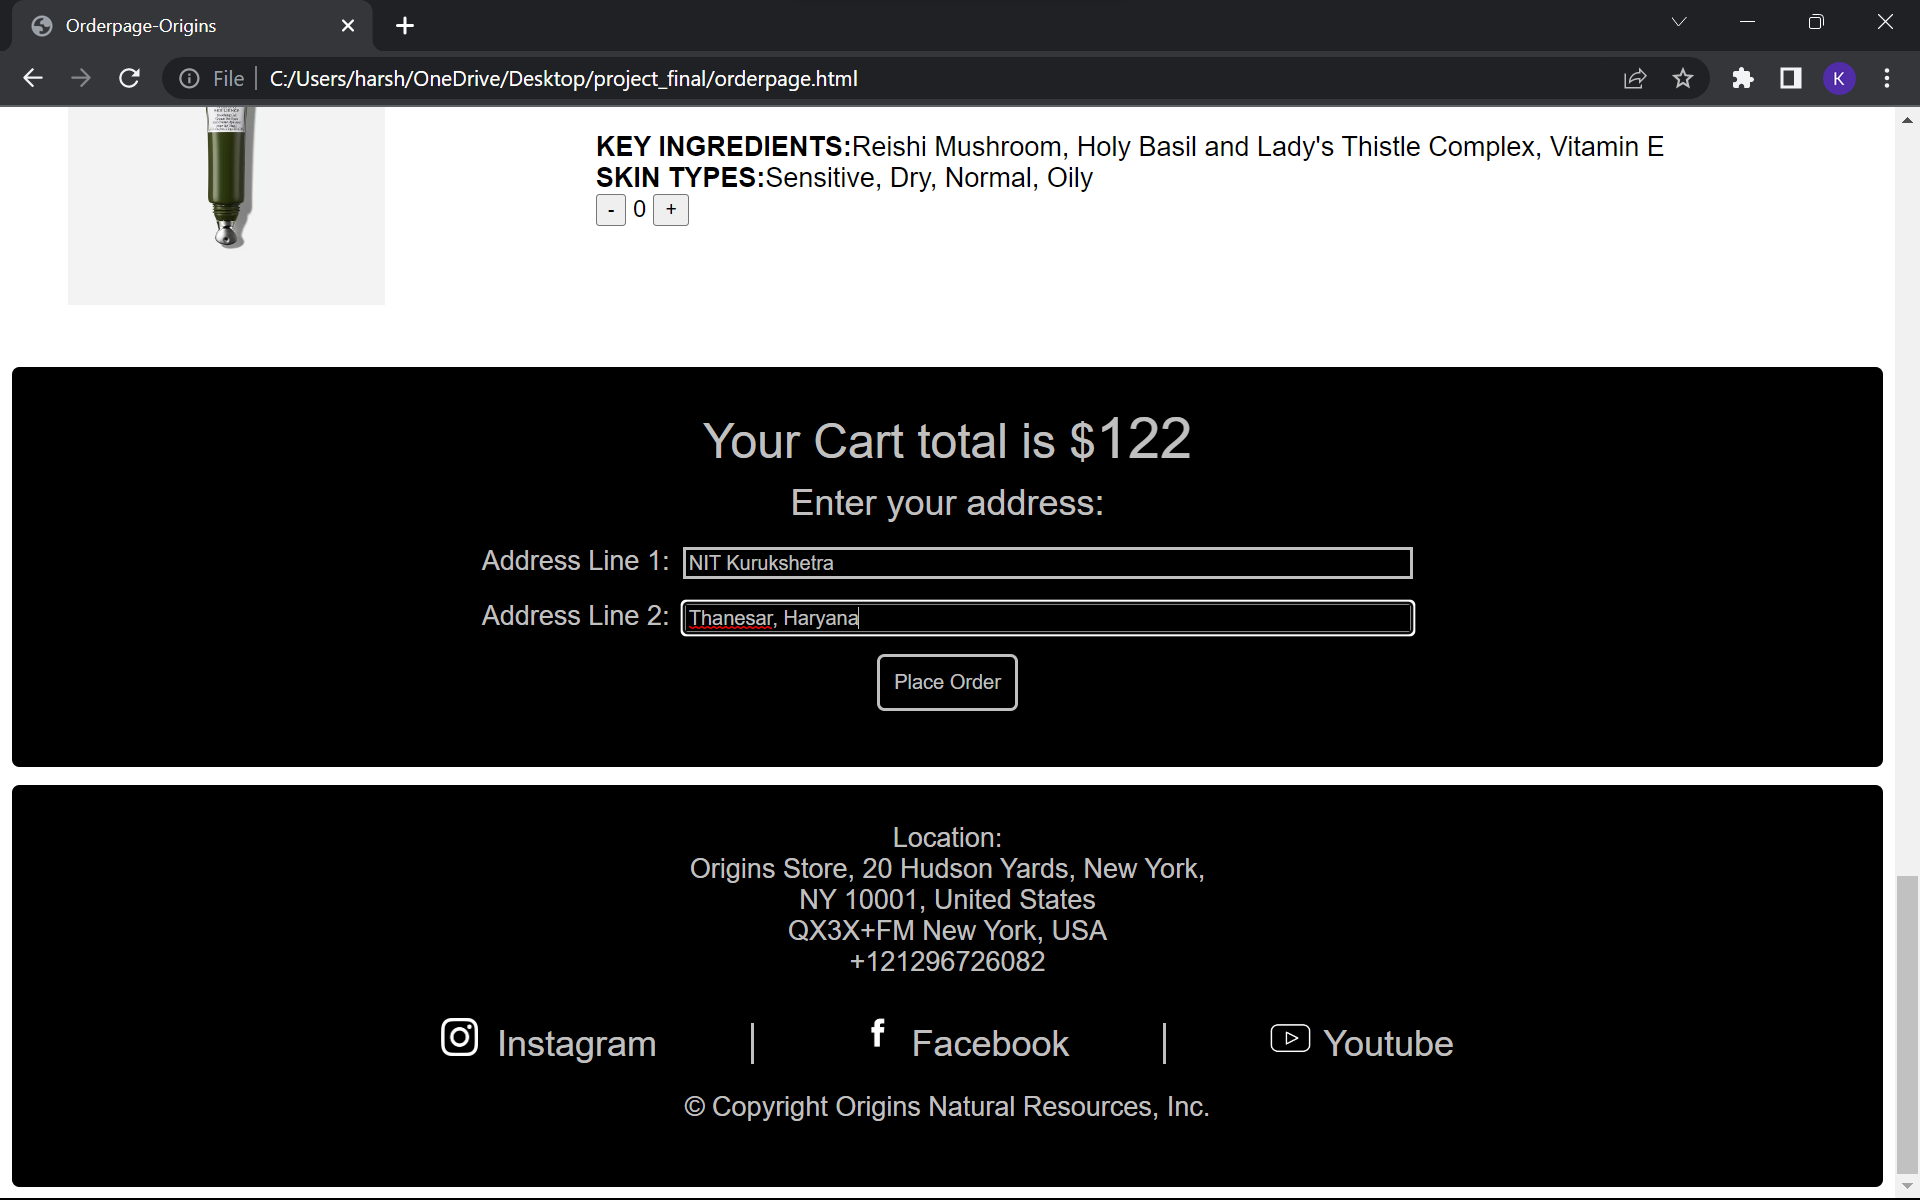 Orderpage-Origins
File
C:/Users/harsh/OneDrive/Desktop/project_final/orderpage.html
K
KEY INGREDIENTS:Reishi Mushroom, Holy Basil and Lady's Thistle Complex, Vitamin E
SKIN TYPES:Sensitive, Dry, Normal, Oily
- 0 +
Your Cart total is $122
Enter your address:
Address Line 1: NIT Kurukshetra
Address Line 2: Thanesar, Haryana
Place Order
Location:
Origins Store, 20 Hudson Yards, New York,
NY 10001, United States
QX3X+FM New York, USA
+121296726082
Instagram | Facebook | Youtube
© Copyright Origins Natural Resources, Inc.